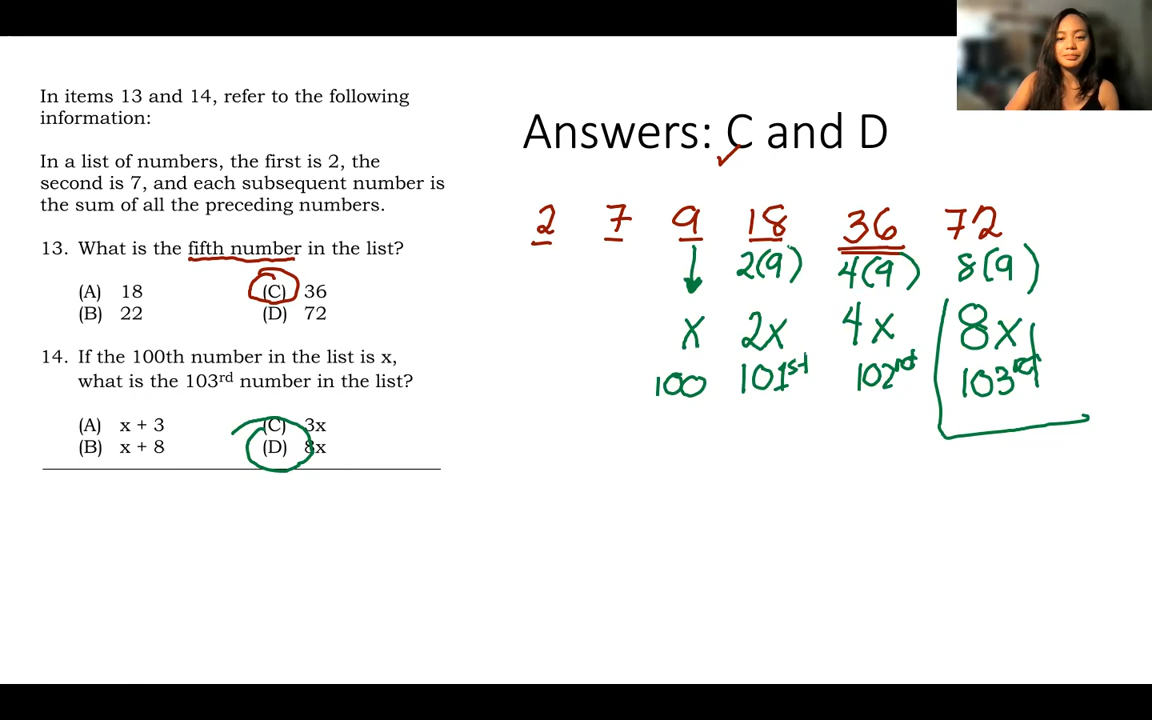 In items 13 and 14, refer to the following
information:
In a list of numbers, the first is 2, the
second is 7, and each subsequent number is
the sum of all the preceding numbers.
13. What is the fifth number in the list?
(A) 18 (C) 36
(B) 22 (D) 72
14. If the 100th number in the list is x,
what is the 103rd number in the list?
(A) x + 3 (C) 3x
(B) x + 8 (D) 8x
Answers: C and D
2 7 9 18 36 72
2(9) 4(9) 8(9)
x 2x 4x 8x
100 101st 102rd 103rd